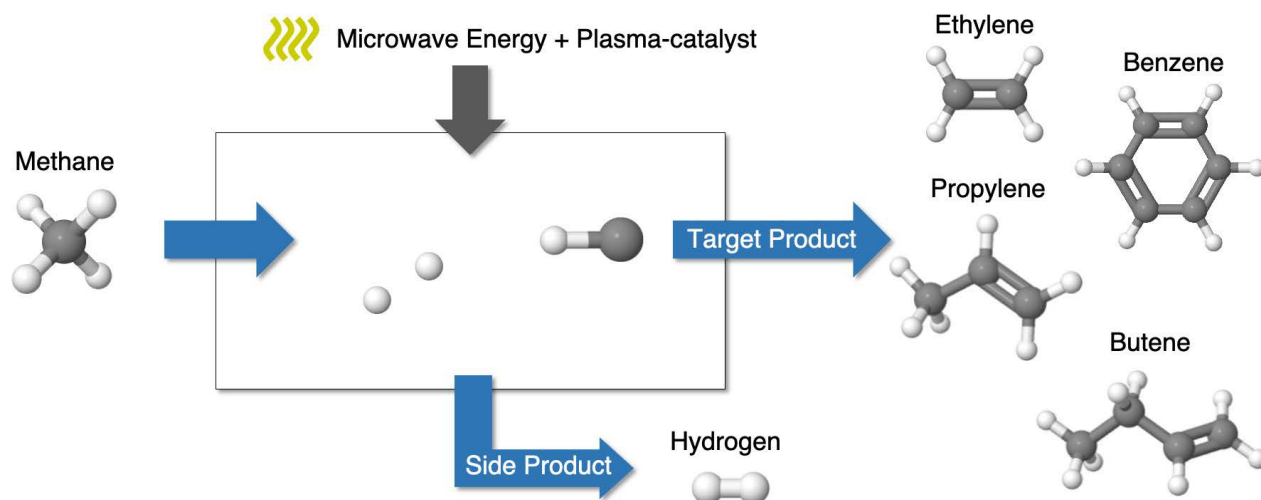 Microwave Energy + Plasma-catalyst
Methane
Target Product
Ethylene
Benzene
Propylene
Butene
Side Product
Hydrogen